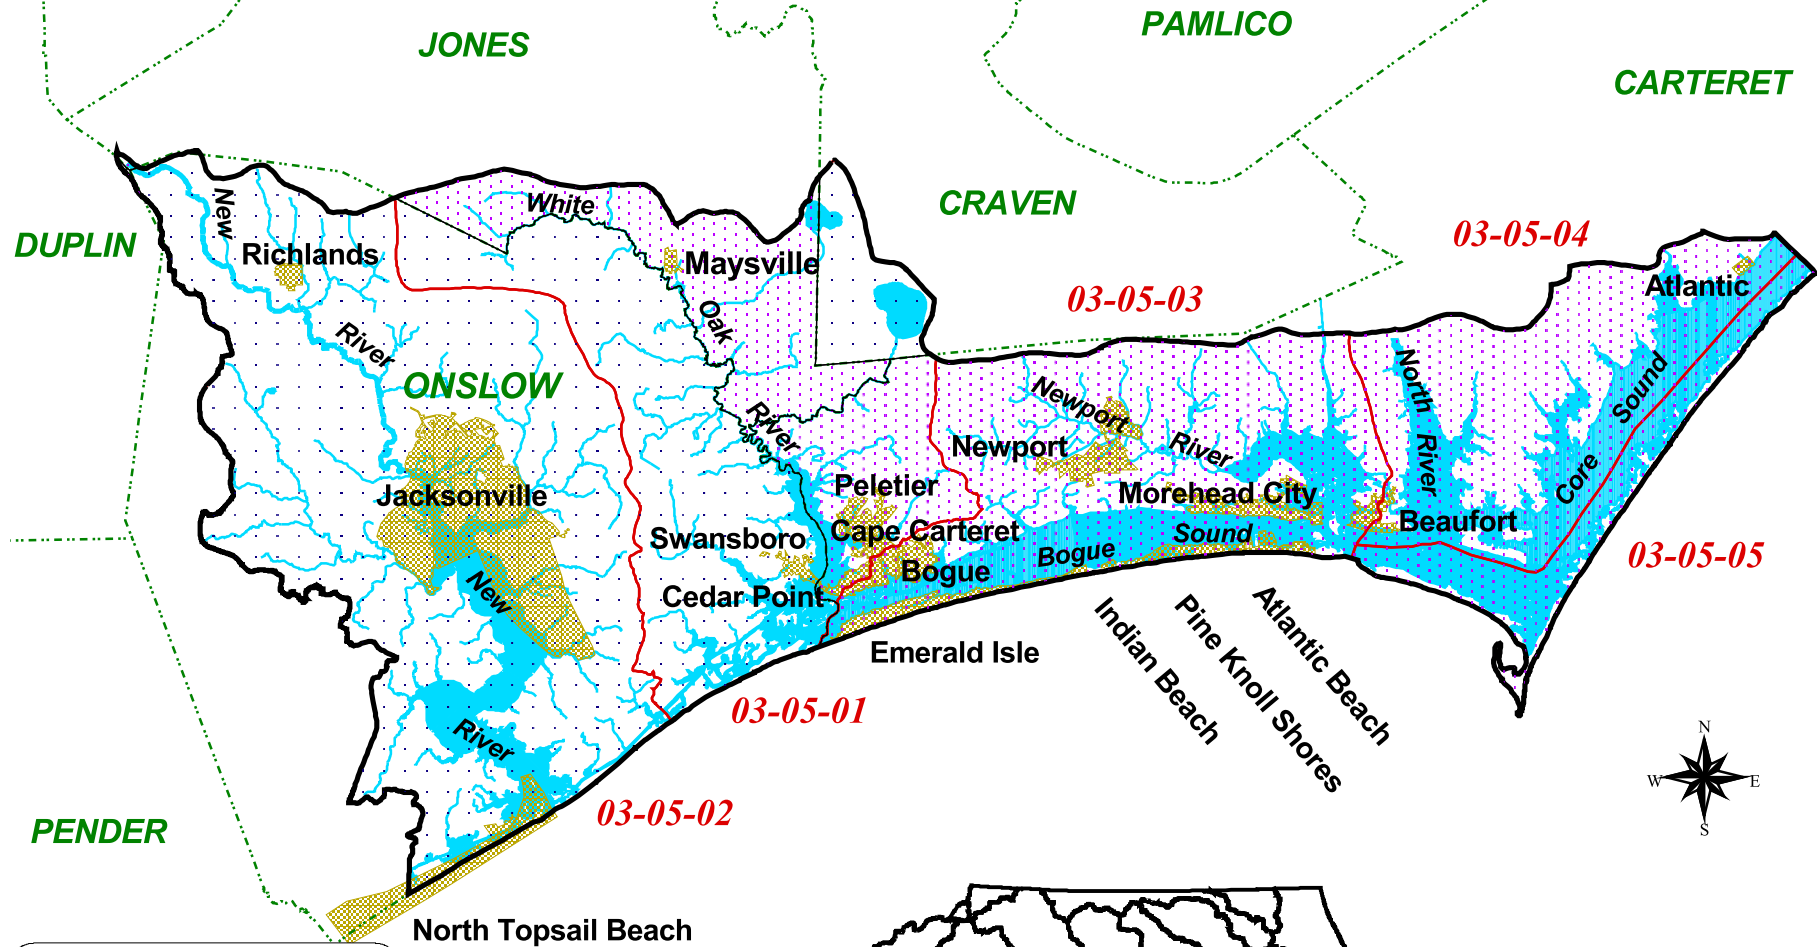 JONES
PAMLICO
CARTERET
CRAVEN
DUPLIN
03-05-04
New
White
Richlands
Maysville
Atlantic
03-05-03
Oak
River
ONSLOW
North
River
Sound
Core
Newport
River
River
Newport
Peletier
Jacksonville
Morehead City
Cape Carteret
Beaufort
Swansboro
Bogue
Sound
03-05-05
Bogue
New
Cedar Point
Emerald Isle
Indian Beach
Pine Knoll Shores
Atlantic Beach
03-05-01
River
03-05-02
PENDER
North Topsail Beach
N
W
E
S